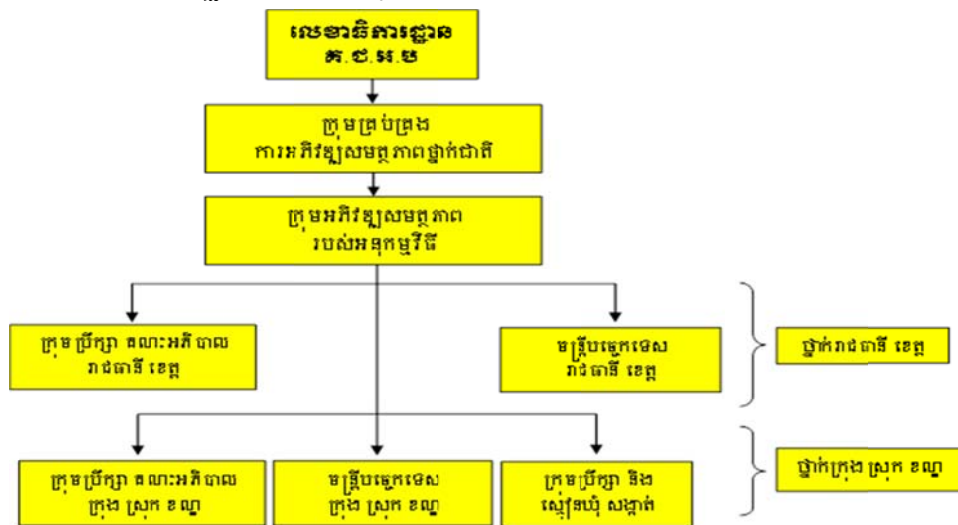 លេខាធិការដ្ឋាន
គ.ជ.អ.ប
ក្រុមគ្រប់គ្រង
ការអភិវឌ្ឍសមត្ថភាពថ្នាក់ជាតិ
ក្រុមអភិវឌ្ឍសមត្ថភាព
របស់អនុកម្មវិធី
ក្រុមប្រឹក្សា គណៈអភិបាល
រាជធានី ខេត្ត
មន្ត្រីបច្ចេកទេស
រាជធានី ខេត្ត
ថ្នាក់រាជធានី ខេត្ត
ក្រុមប្រឹក្សា គណៈអភិបាល
ក្រុង ស្រុក ខណ្ឌ
មន្ត្រីបច្ចេកទេស
ក្រុង ស្រុក ខណ្ឌ
ក្រុមប្រឹក្សា និង
ស្មៀនឃុំ សង្កាត់
ថ្នាក់ក្រុង ស្រុក ខណ្ឌ